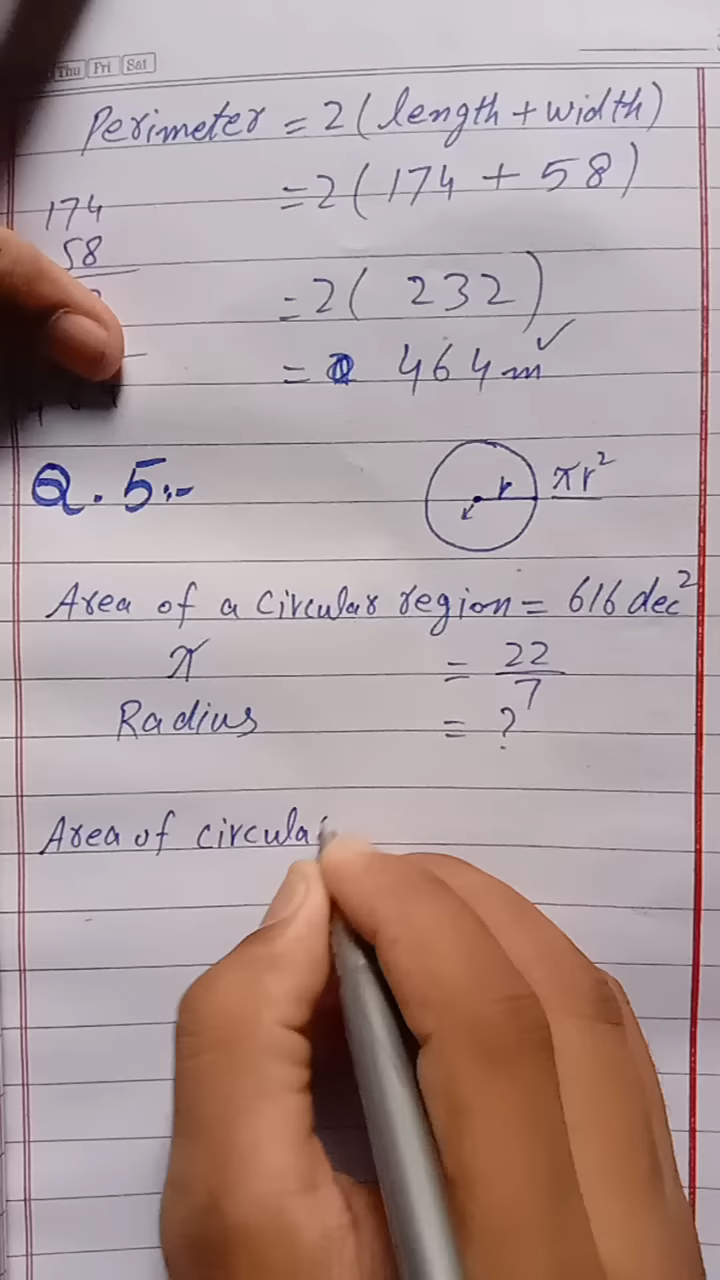 Thu Fri Sat
Perimeter = 2(length + width)
= 2(174 + 58)
174
58
= 2( 232 )
= 464m ✓
Q. 5:-
r πr²
Area of a circular region = 616 dec²
π = 22/7
Radius = ?
Area of circula